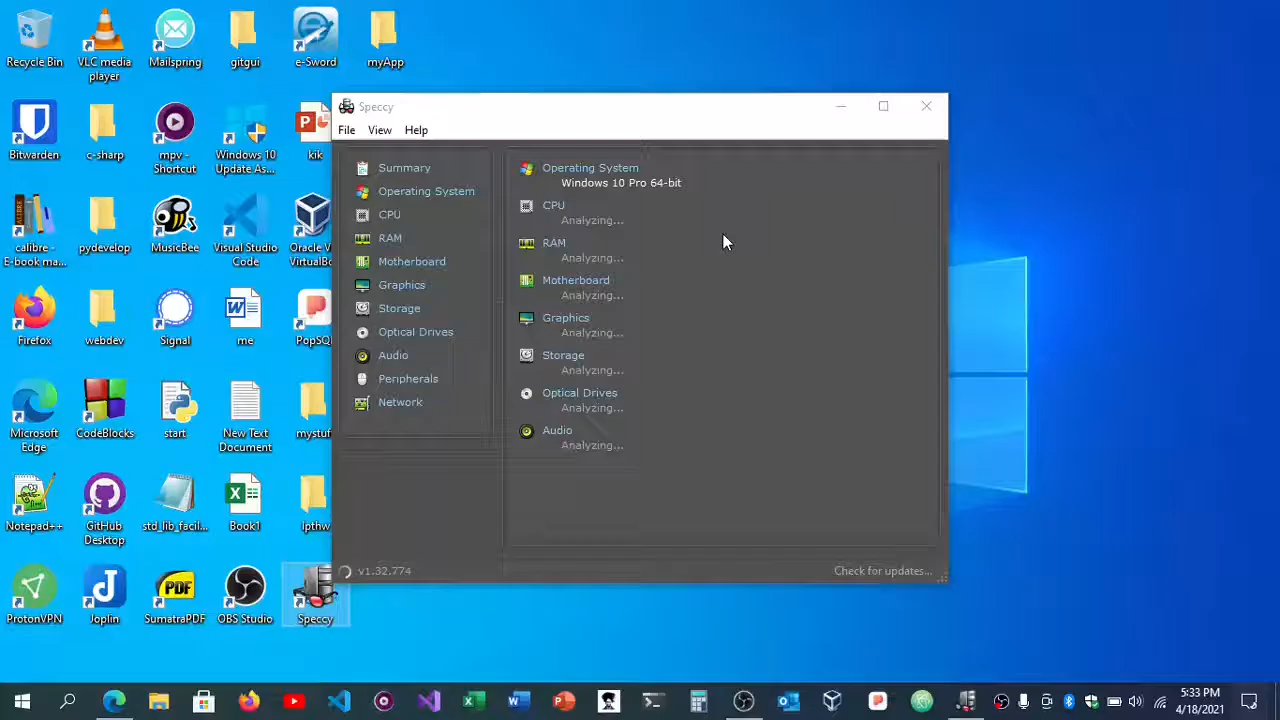 Recycle Bin
VLC media
player
Mailspring
gitgui
e-Sword
myApp
Bitwarden
c-sharp
mpv -
Shortcut
Windows 10
Update As...
kik
calibre -
E-book ma...
pydevelop
MusicBee
Visual Studio
Code
Oracle V
VirtualBo
Firefox
webdev
Signal
me
PopSQ
Microsoft
Edge
CodeBlocks
start
New Text
Document
mystu
Notepad++
GitHub
Desktop
std_lib_facil...
Book1
lpthw
ProtonVPN
Joplin
SumatraPDF
OBS Studio
Speccy
Speccy
File View Help
Summary
Operating System
CPU
RAM
Motherboard
Graphics
Storage
Optical Drives
Audio
Peripherals
Network
Operating System
Windows 10 Pro 64-bit
CPU
Analyzing...
RAM
Analyzing...
Motherboard
Analyzing...
Graphics
Analyzing...
Storage
Analyzing...
Optical Drives
Analyzing...
Audio
Analyzing...
v1.32.774
Check for updates...
5:33 PM
4/18/2021